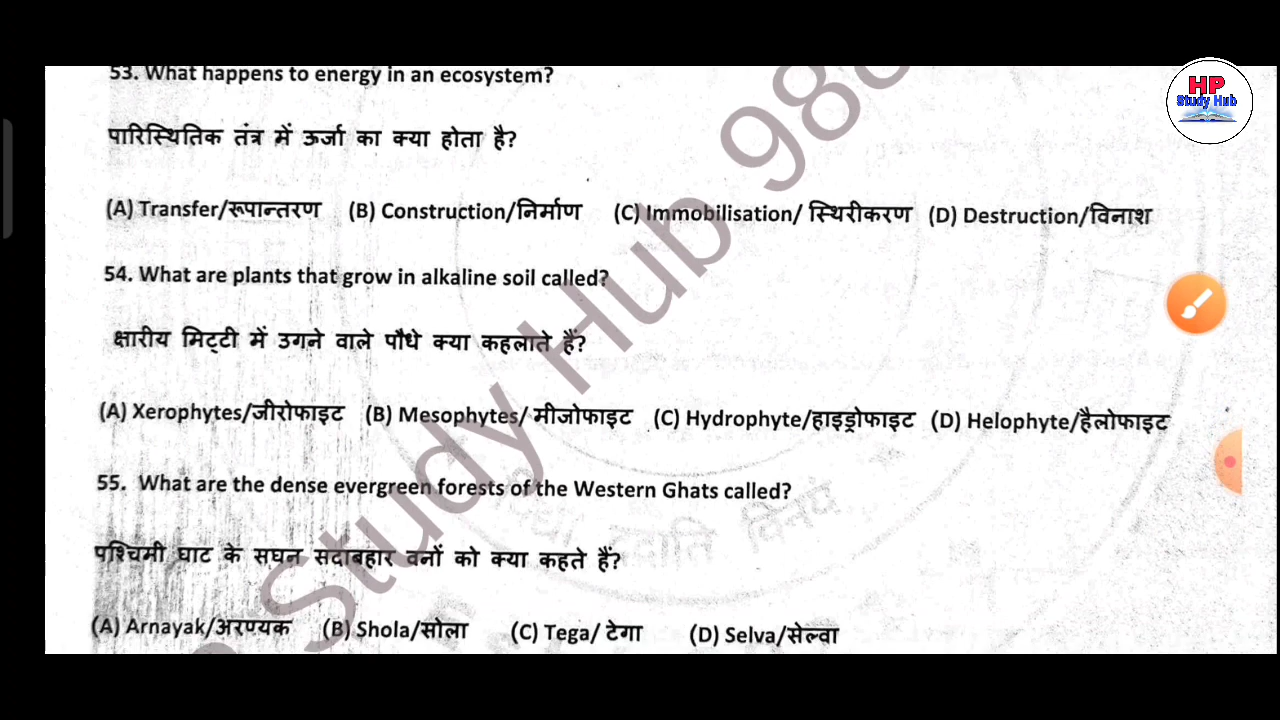 53. What happens to energy in an ecosystem?
HP
Study Hub
पारिस्थितिक तंत्र में ऊर्जा का क्या होता है?
(A) Transfer/रूपान्तरण (B) Construction/निर्माण (C) Immobilisation/ स्थिरीकरण (D) Destruction/विनाश
54. What are plants that grow in alkaline soil called?
क्षारीय मिट्टी में उगने वाले पौधे क्या कहलाते हैं?
(A) Xerophytes/जीरोफाइट (B) Mesophytes/ मीजोफाइट (C) Hydrophyte/हाइड्रोफाइट (D) Helophyte/हैलोफाइट
55. What are the dense evergreen forests of the Western Ghats called?
पश्चिमी घाट के सघन सदाबहार वनों को क्या कहते हैं?
(A) Arnayak/अरण्यक (B) Shola/सोला (C) Tega/ टेगा (D) Selva/सेल्वा
Study Hub 98